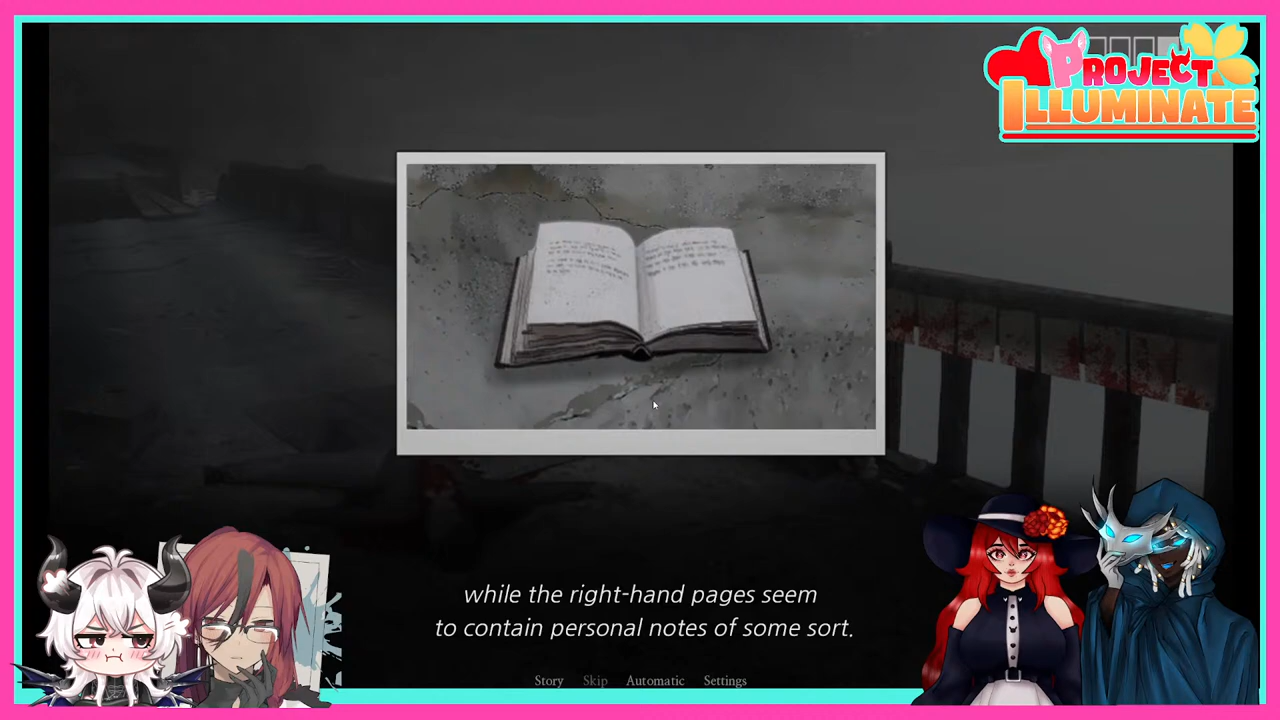 PROJECT
ILLUMINATE
while the right-hand pages seem
to contain personal notes of some sort.
Story Skip Automatic Settings